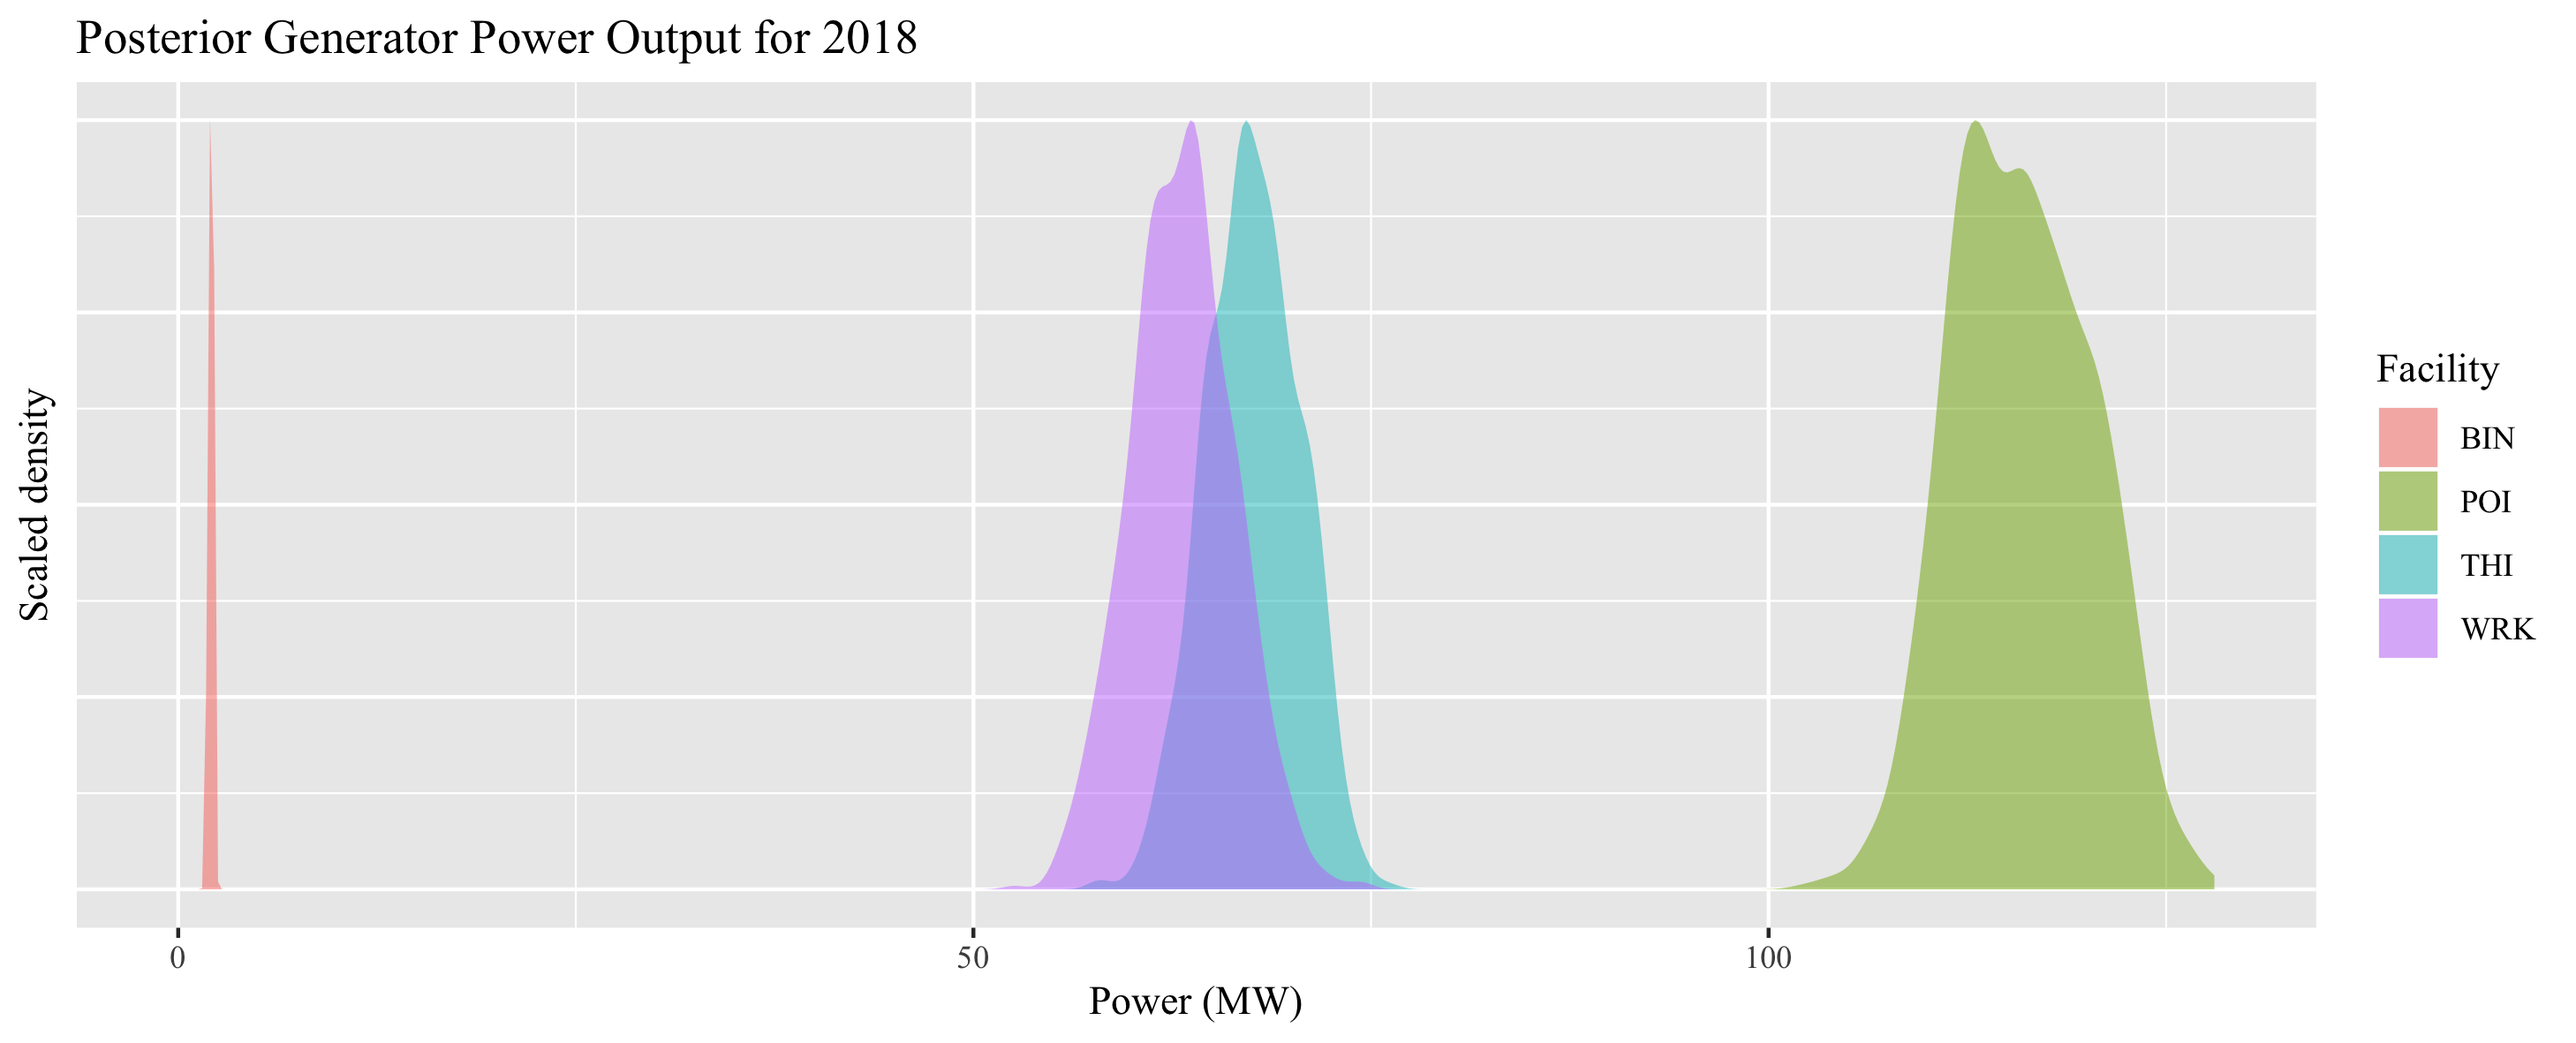 Posterior Generator Power Output for 2018
Scaled density
0
50
100
Power (MW)
Facility
BIN
POI
THI
WRK